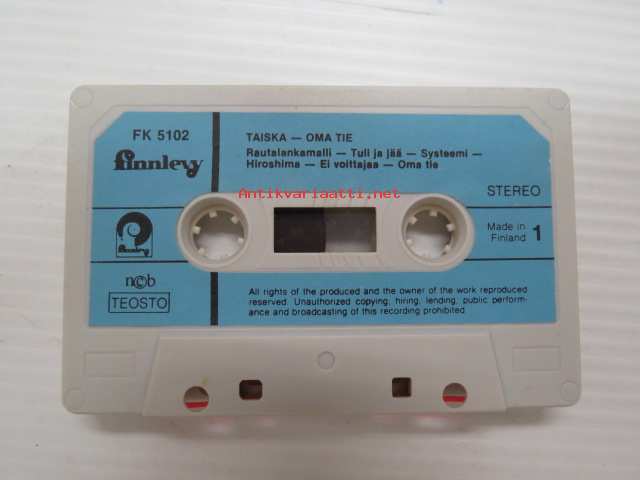 FK 5102
finnlevy
finnlevy
n©b
TEOSTO
TAISKA — OMA TIE
Rautalankamalli — Tuli ja jää — Systeemi —
Hiroshima — Ei voittajaa — Oma tie
Antikvariaatti.net
STEREO
Made in
Finland 1
All rights of the produced and the owner of the work reproduced
reserved. Unauthorized copying, hiring, lending, public perform-
ance and broadcasting of this recording prohibited.